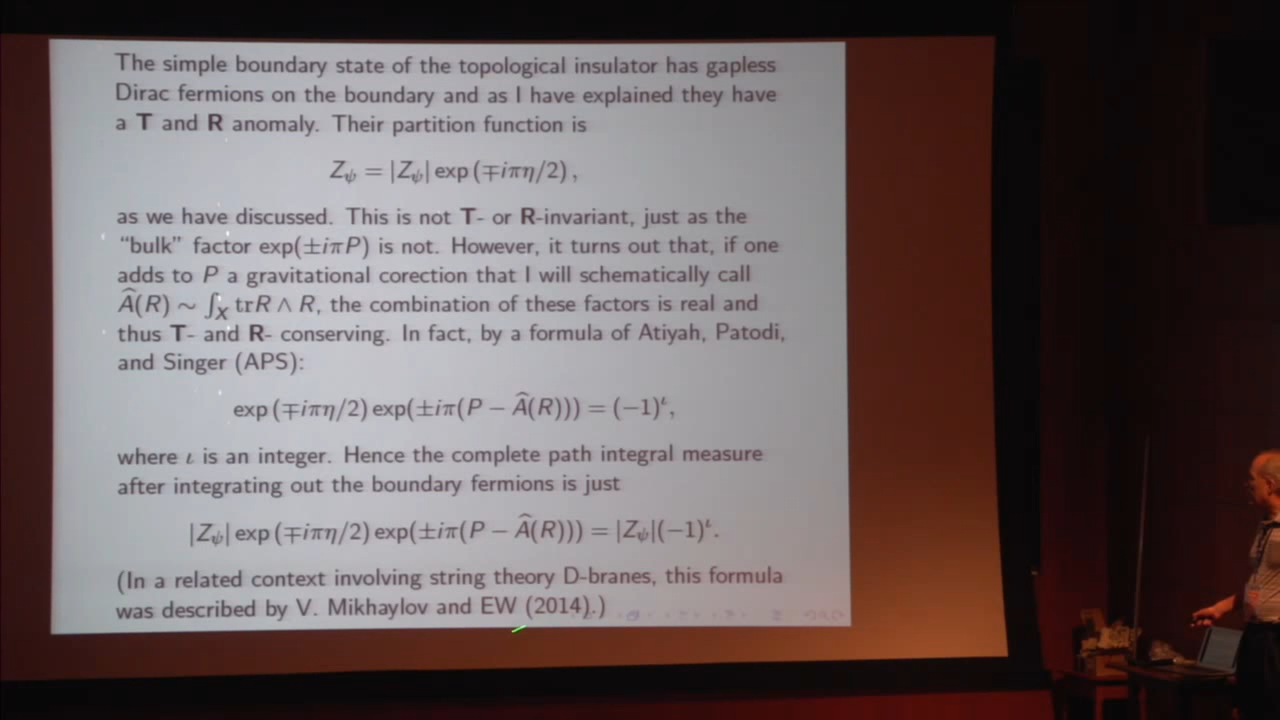 The simple boundary state of the topological insulator has gapless
Dirac fermions on the boundary and as I have explained they have
a T and R anomaly. Their partition function is
Z_ψ = |Z_ψ| exp (∓iπη/2) ,
as we have discussed. This is not T- or R-invariant, just as the
“bulk” factor exp(±iπP) is not. However, it turns out that, if one
adds to P a gravitational corection that I will schematically call
Â(R) ∼ ∫_X trR ∧ R, the combination of these factors is real and
thus T- and R- conserving. In fact, by a formula of Atiyah, Patodi,
and Singer (APS):
exp (∓iπη/2) exp(±iπ(P − Â(R))) = (−1)^ι,
where ι is an integer. Hence the complete path integral measure
after integrating out the boundary fermions is just
|Z_ψ| exp (∓iπη/2) exp(±iπ(P − Â(R))) = |Z_ψ|(−1)^ι.
(In a related context involving string theory D-branes, this formula
was described by V. Mikhaylov and EW (2014).)